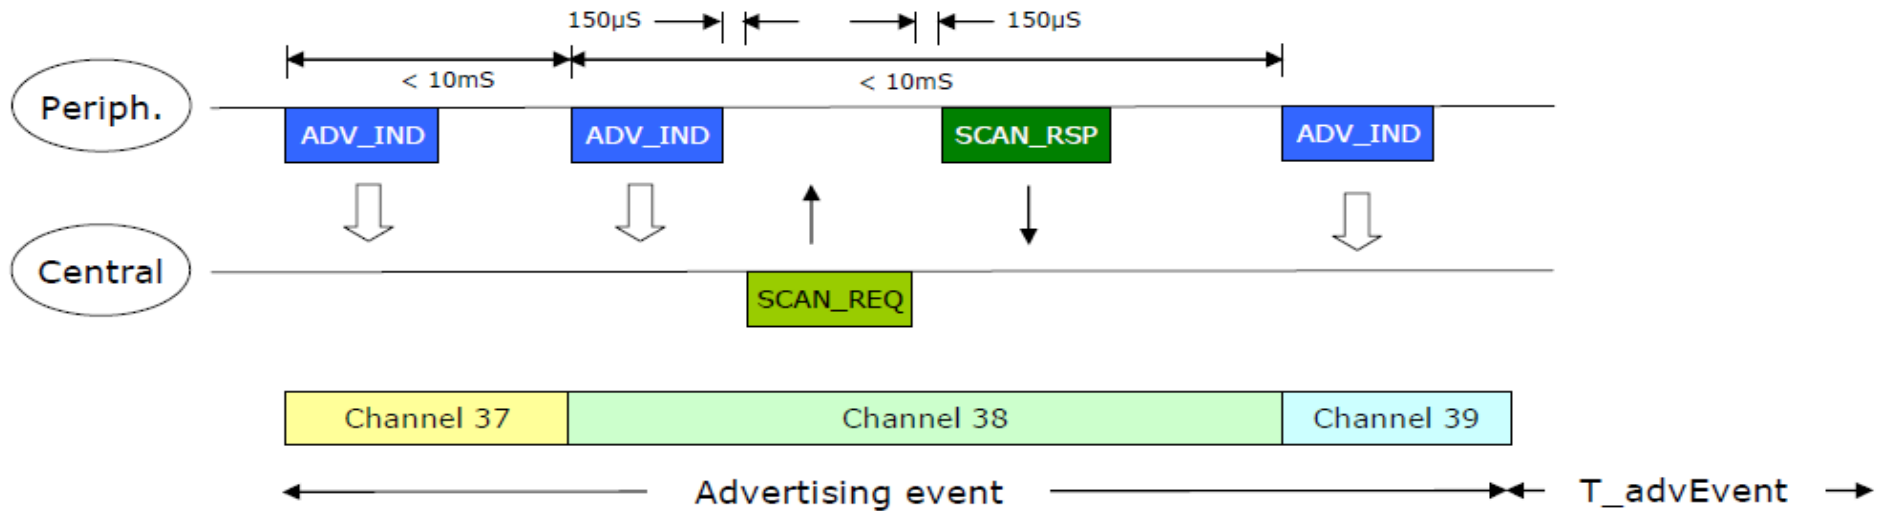 150µS
150µS
< 10mS
< 10mS
Periph.
ADV_IND
ADV_IND
SCAN_RSP
ADV_IND
Central
SCAN_REQ
Channel 37
Channel 38
Channel 39
Advertising event
T_advEvent